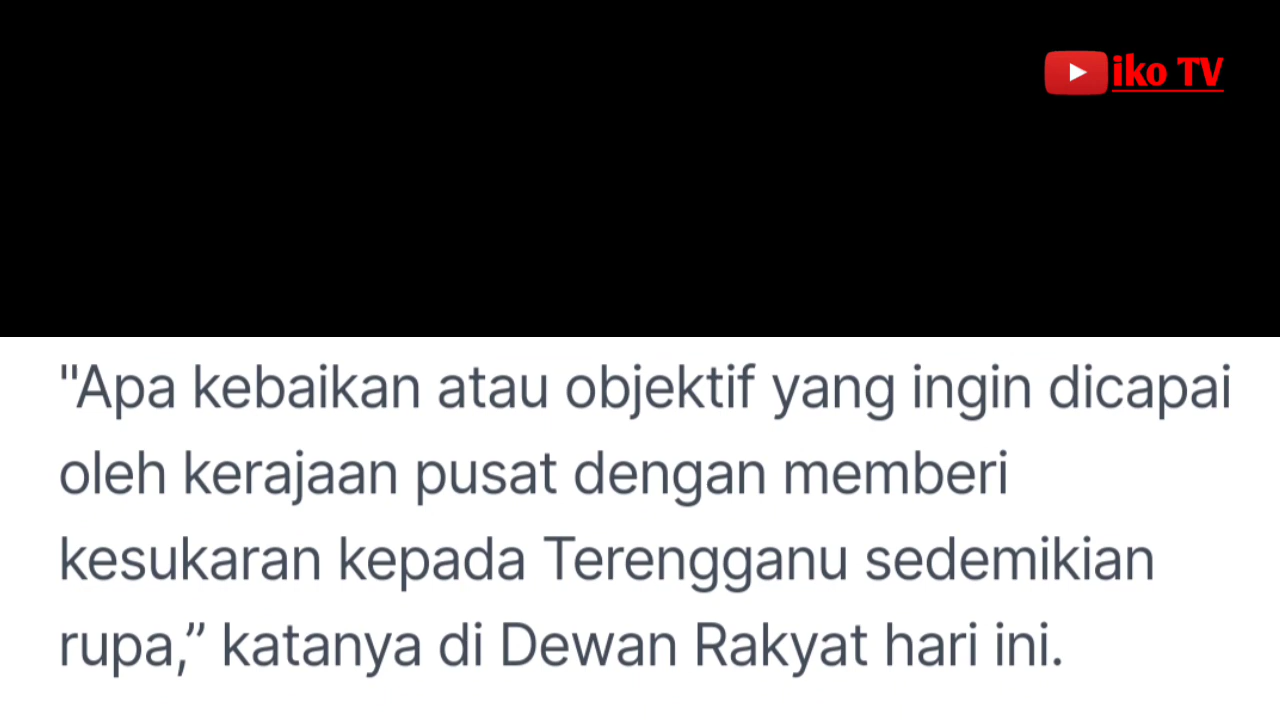 iko TV
"Apa kebaikan atau objektif yang ingin dicapai
oleh kerajaan pusat dengan memberi
kesukaran kepada Terengganu sedemikian
rupa,” katanya di Dewan Rakyat hari ini.